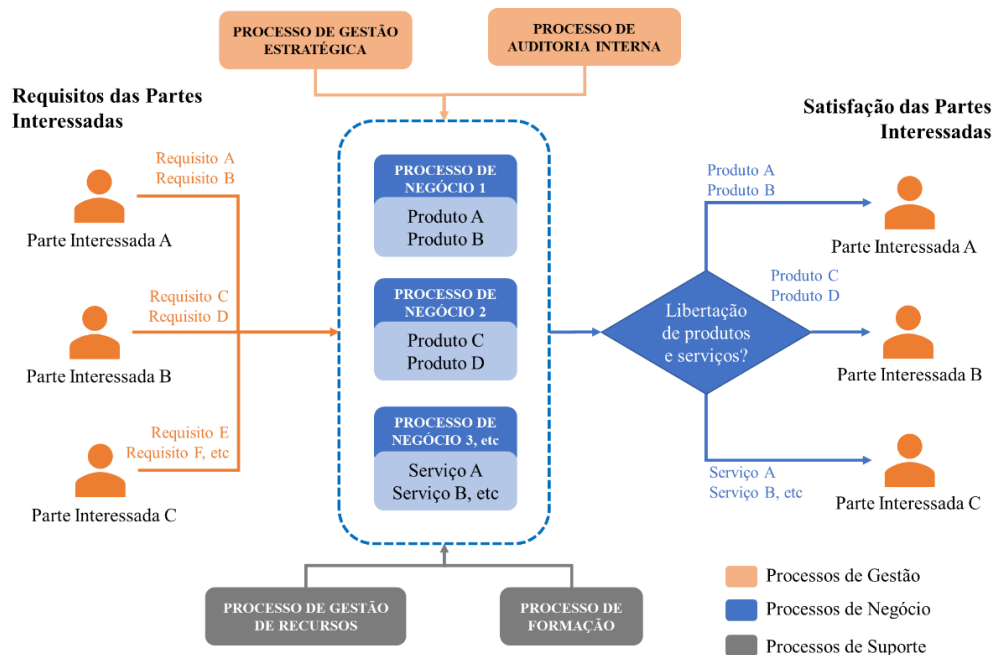 PROCESSO DE GESTÃO
ESTRATÉGICA
PROCESSO DE
AUDITORIA INTERNA
Requisitos das Partes
Interessadas
Satisfação das Partes
Interessadas
Requisito A
Requisito B
Parte Interessada A
Requisito C
Requisito D
Parte Interessada B
Requisito E
Requisito F, etc
Parte Interessada C
PROCESSO DE
NEGÓCIO 1
Produto A
Produto B
PROCESSO DE
NEGÓCIO 2
Produto C
Produto D
PROCESSO DE
NEGÓCIO 3, etc
Serviço A
Serviço B, etc
Libertação
de produtos
e serviços?
Produto A
Produto B
Parte Interessada A
Produto C
Produto D
Parte Interessada B
Serviço A
Serviço B, etc
Parte Interessada C
PROCESSO DE GESTÃO
DE RECURSOS
PROCESSO DE
FORMAÇÃO
Processos de Gestão
Processos de Negócio
Processos de Suporte